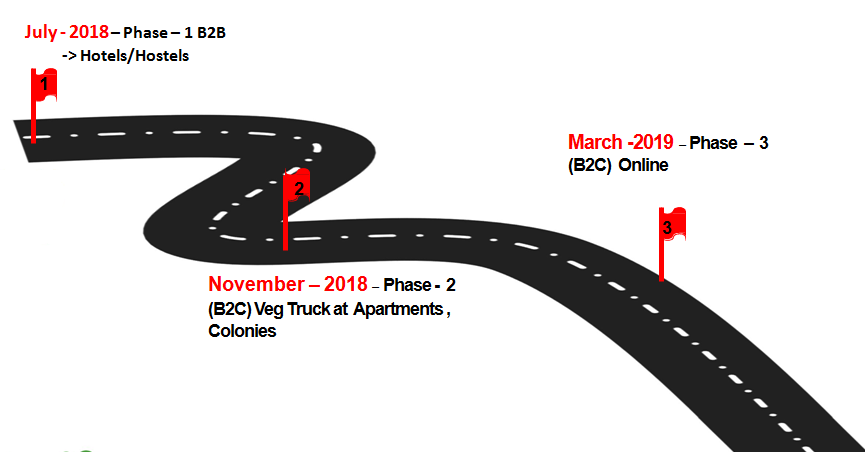 July - 2018 – Phase – 1 B2B
-> Hotels/Hostels
1
March -2019 – Phase – 3
(B2C) Online
2
3
November – 2018 – Phase - 2
(B2C) Veg Truck at Apartments ,
Colonies